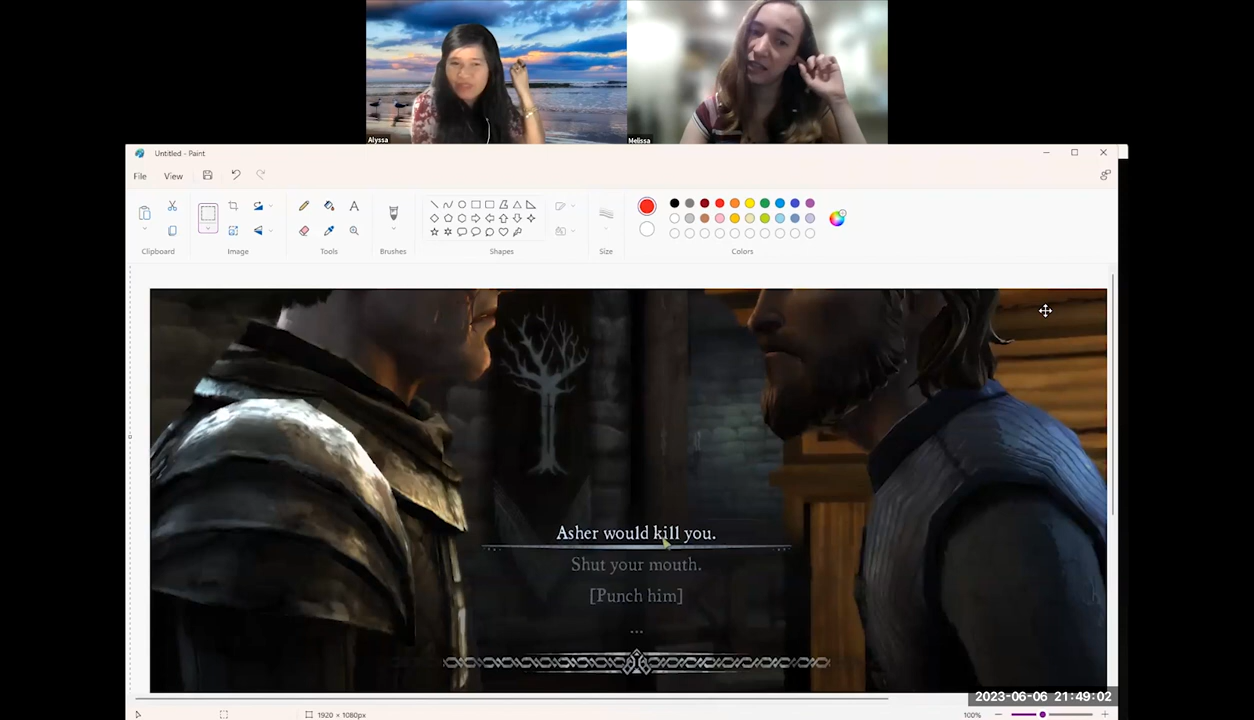 Alyssa
Melissa
Untitled - Paint
File
View
Clipboard
Image
Tools
Brushes
Shapes
Size
Colors
A
Asher would kill you.
Shut your mouth.
[Punch him]
...
2023-06-06 21:49:02
1920 × 1080px
100%